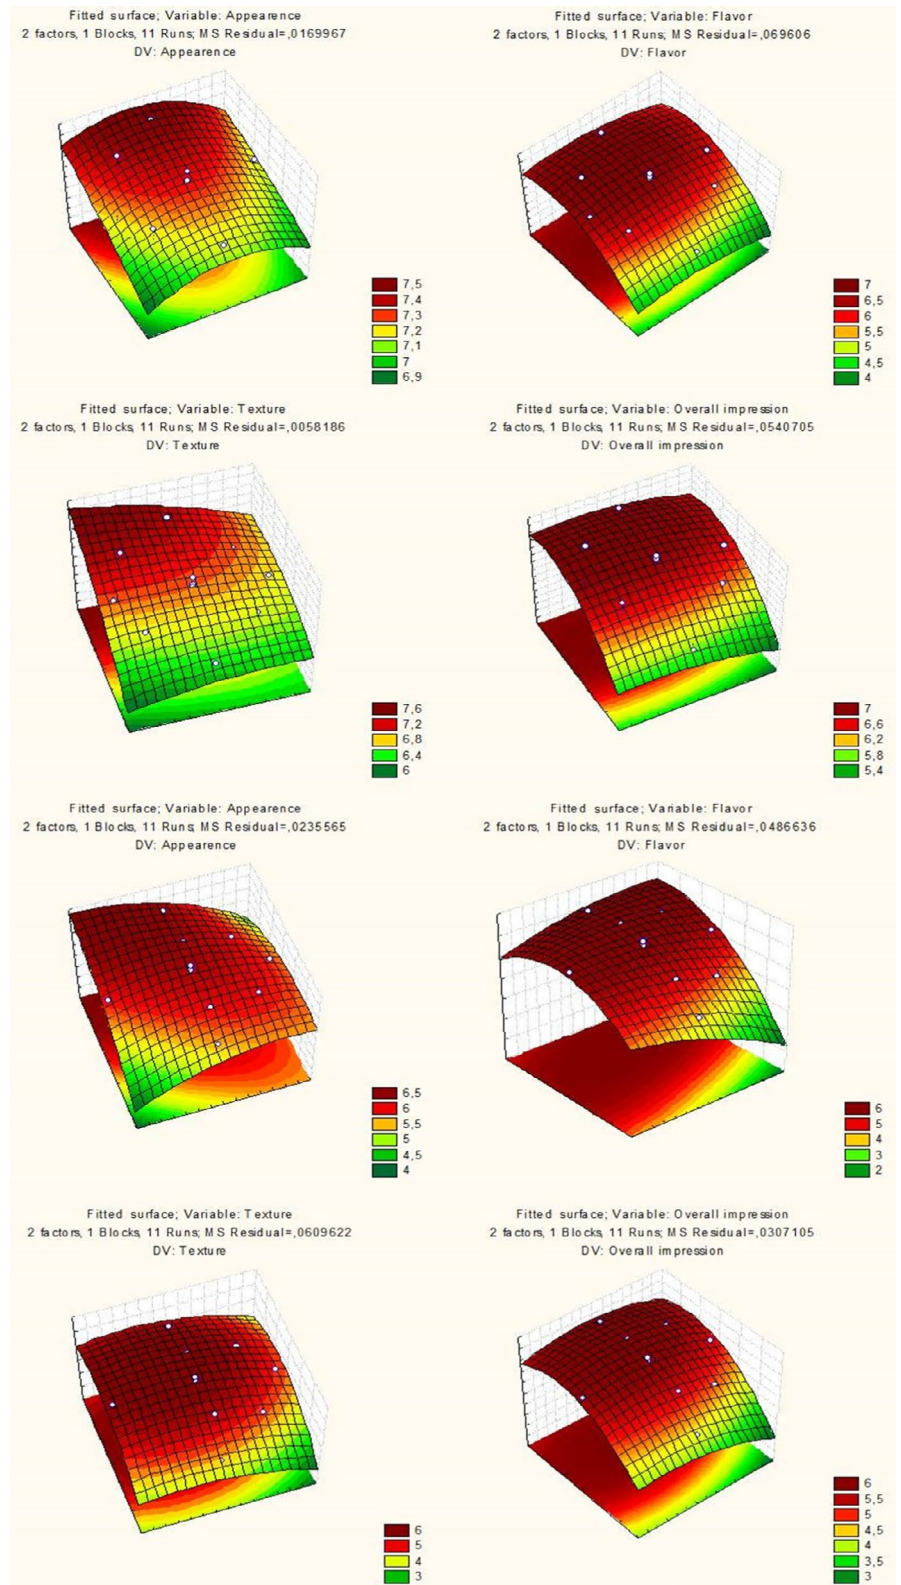 Fitted surface; Variable: Appearence
2 factors, 1 Blocks, 11 Runs; MS Residual=,0169967
DV: Appearence
7,5
7,4
7,3
7,2
7,1
7
6,9
Fitted surface; Variable: Flavor
2 factors, 1 Blocks, 11 Runs; MS Residual=,069606
DV: Flavor
7
6,5
6
5,5
5
4,5
4
Fitted surface; Variable: Texture
2 factors, 1 Blocks, 11 Runs; MS Residual=,0058186
DV: Texture
7,6
7,2
6,8
6,4
6
Fitted surface; Variable: Overall impression
2 factors, 1 Blocks, 11 Runs; MS Residual=,0540705
DV: Overall impression
7
6,6
6,2
5,8
5,4
Fitted surface; Variable: Appearence
2 factors, 1 Blocks, 11 Runs; MS Residual=,0235565
DV: Appearence
6,5
6
5,5
5
4,5
4
Fitted surface; Variable: Flavor
2 factors, 1 Blocks, 11 Runs; MS Residual=,0486636
DV: Flavor
6
5
4
3
2
Fitted surface; Variable: Texture
2 factors, 1 Blocks, 11 Runs; MS Residual=,0609622
DV: Texture
6
5
4
3
Fitted surface; Variable: Overall impression
2 factors, 1 Blocks, 11 Runs; MS Residual=,0307105
DV: Overall impression
6
5,5
5
4,5
4
3,5
3